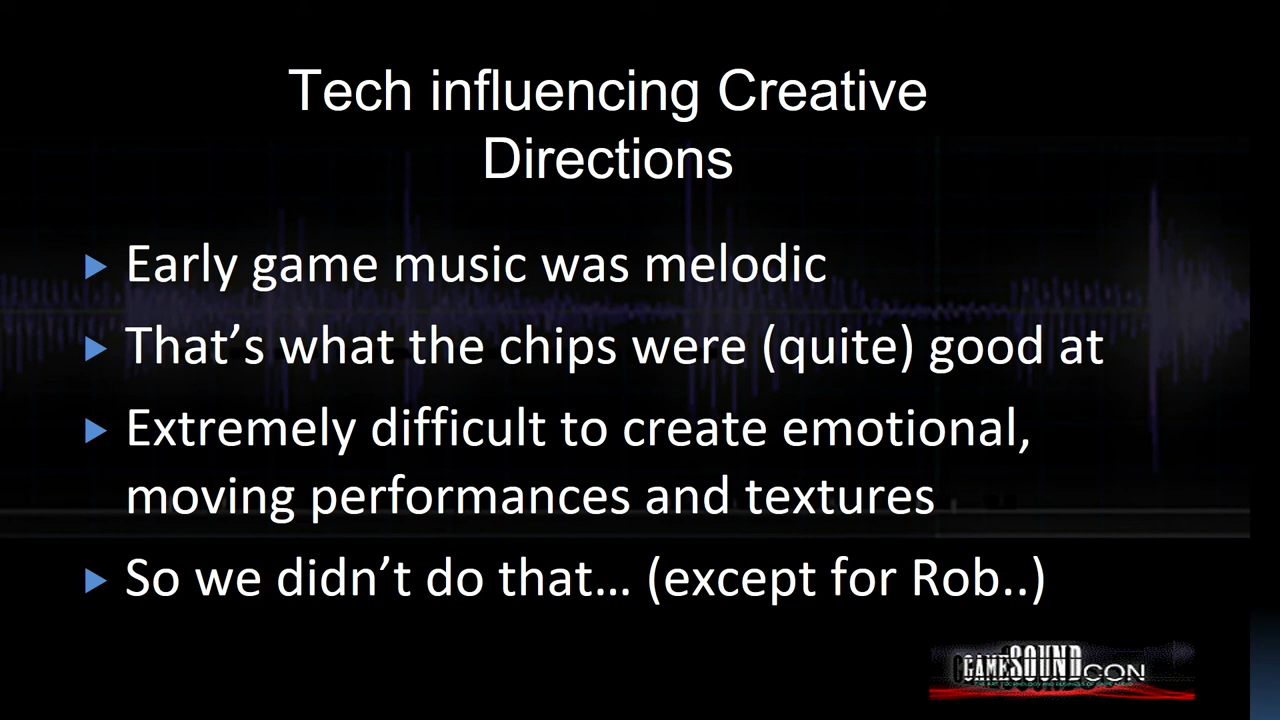 Tech influencing Creative
Directions
Early game music was melodic
That’s what the chips were (quite) good at
Extremely difficult to create emotional,
moving performances and textures
So we didn’t do that... (except for Rob..)
GAMESOUNDCON